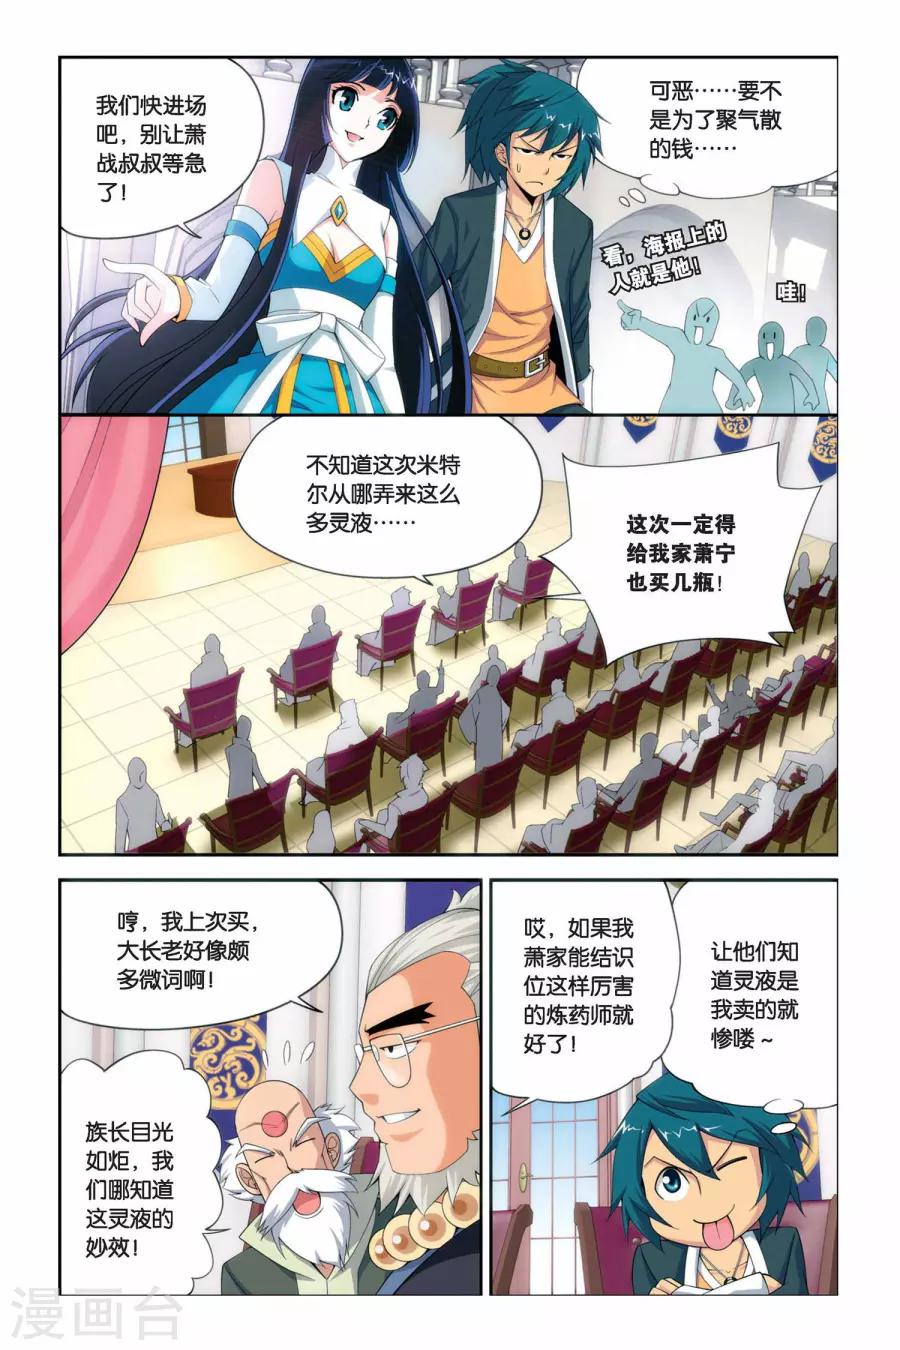 我们快进场
吧，别让萧
战叔叔等急
了！
可恶……要不
是为了聚气散
的钱……
看，海报上的
人就是他！
哇！
不知道这次米特
尔从哪弄来这么
多灵液……
这次一定得
给我家萧宁
也买几瓶！
哼，我上次买，
大长老好像颇
多微词啊！
族长目光
如炬，我
们哪知道
这灵液的
妙效！
哎，如果我
萧家能结识
位这样厉害
的炼药师就
好了！
让他们知
道灵液是
我卖的就
惨喽～
漫画台